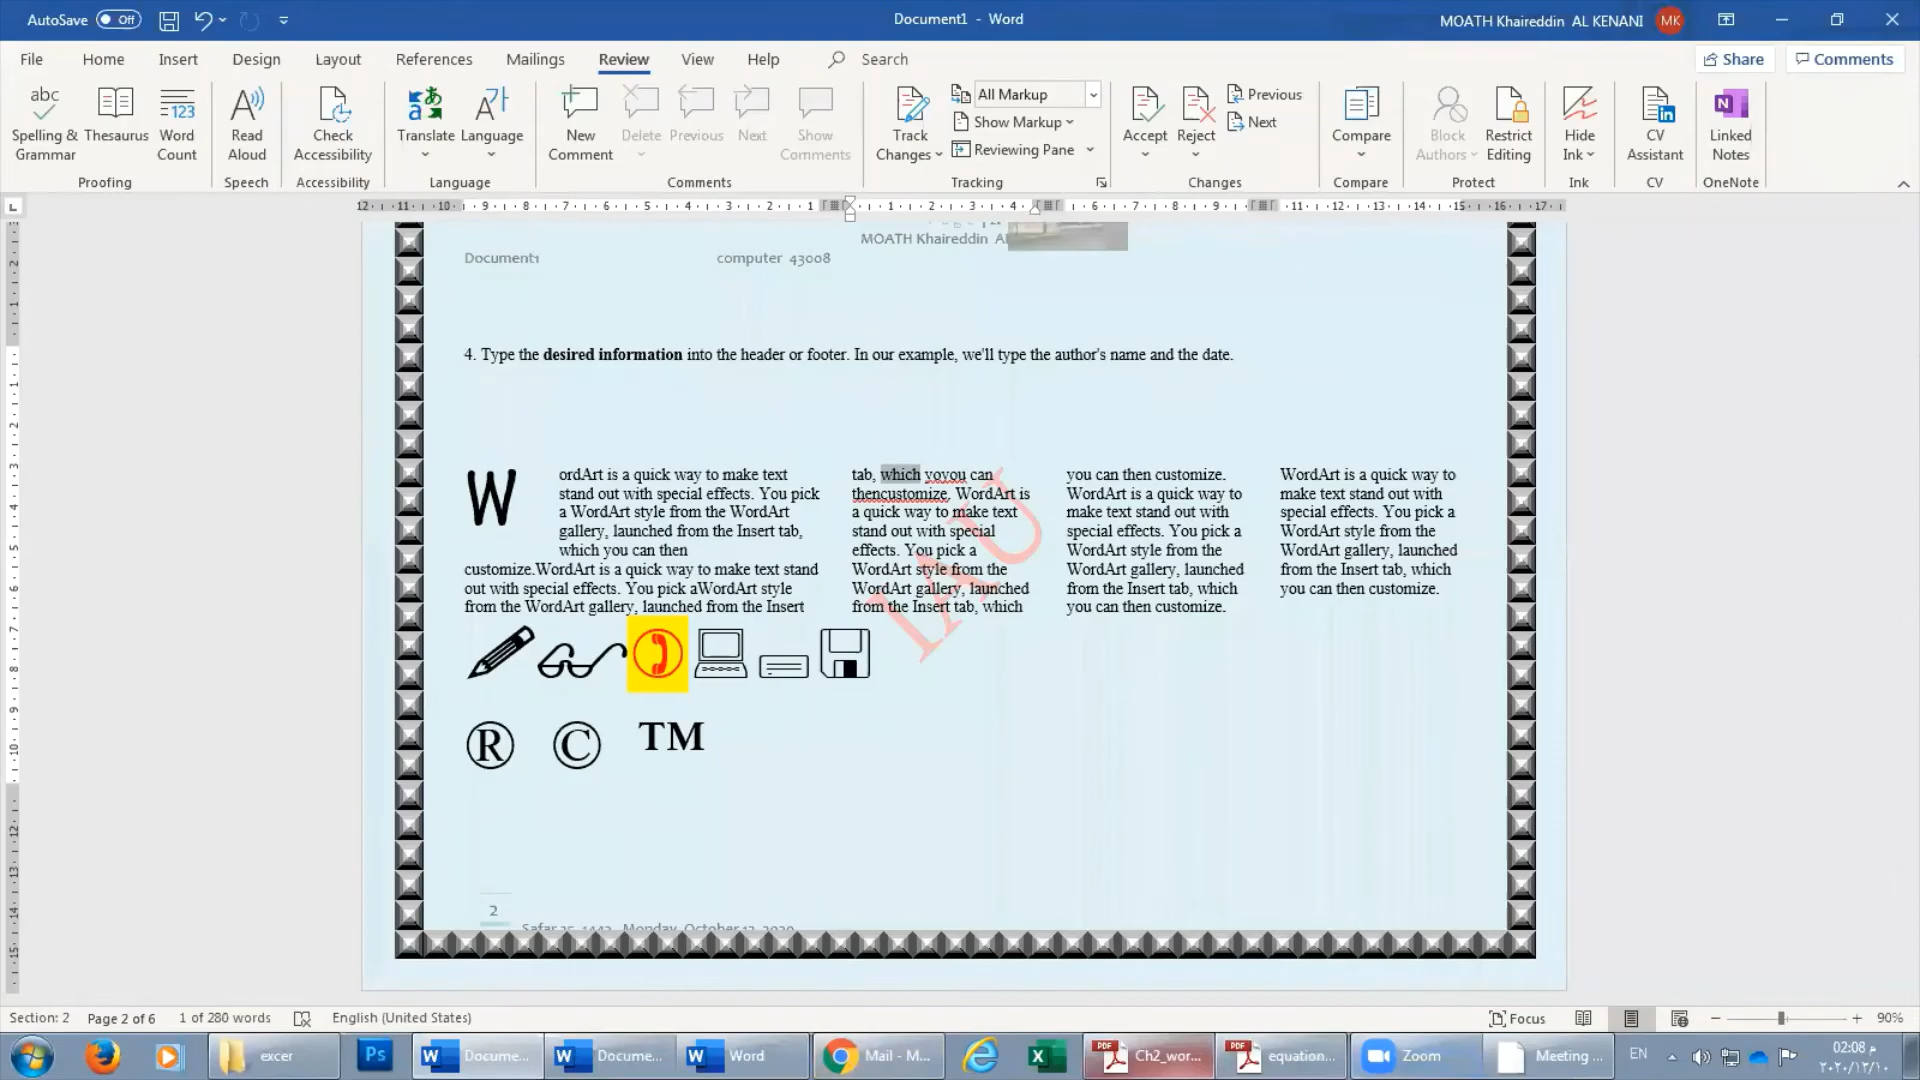 AutoSave Off
Document1 - Word
MOATH Khaireddin AL KENANI MK
File Home Insert Design Layout References Mailings Review View Help Search
Share Comments
Spelling & Grammar
Thesaurus
Word Count
Read Aloud
Check Accessibility
Translate
Language
New Comment
Delete
Previous
Next
Show Comments
Track Changes
All Markup
Show Markup
Reviewing Pane
Accept
Reject
Previous
Next
Compare
Block Authors
Restrict Editing
Hide Ink
CV Assistant
Linked Notes
Proofing Speech Accessibility Language Comments Tracking Changes Compare Protect Ink CV OneNote
MOATH Khaireddin
Document1 computer 43008
4. Type the desired information into the header or footer. In our example, we'll type the author's name and the date.
W
ordArt is a quick way to make text
stand out with special effects. You pick
a WordArt style from the WordArt
gallery, launched from the Insert tab,
which you can then
customize.WordArt is a quick way to make text stand
out with special effects. You pick aWordArt style
from the WordArt gallery, launched from the Insert
tab, which yoyou can
thencustomize. WordArt is
a quick way to make text
stand out with special
effects. You pick a
WordArt style from the
WordArt gallery, launched
from the Insert tab, which
you can then customize.
WordArt is a quick way to
make text stand out with
special effects. You pick a
WordArt style from the
WordArt gallery, launched
from the Insert tab, which
you can then customize.
WordArt is a quick way to
make text stand out with
special effects. You pick a
WordArt style from the
WordArt gallery, launched
from the Insert tab, which
you can then customize.
IAU
® © TM
2
Monday, October 12, 2020
Section: 2 Page 2 of 6 1 of 280 words English (United States)
Focus 90%
excer
Ps
Docume...
Docume...
Word
Mail - M...
Ch2_wor...
equation...
Zoom
Meeting ...
EN
02:08 م
٢٠٢٠/١٢/١٠